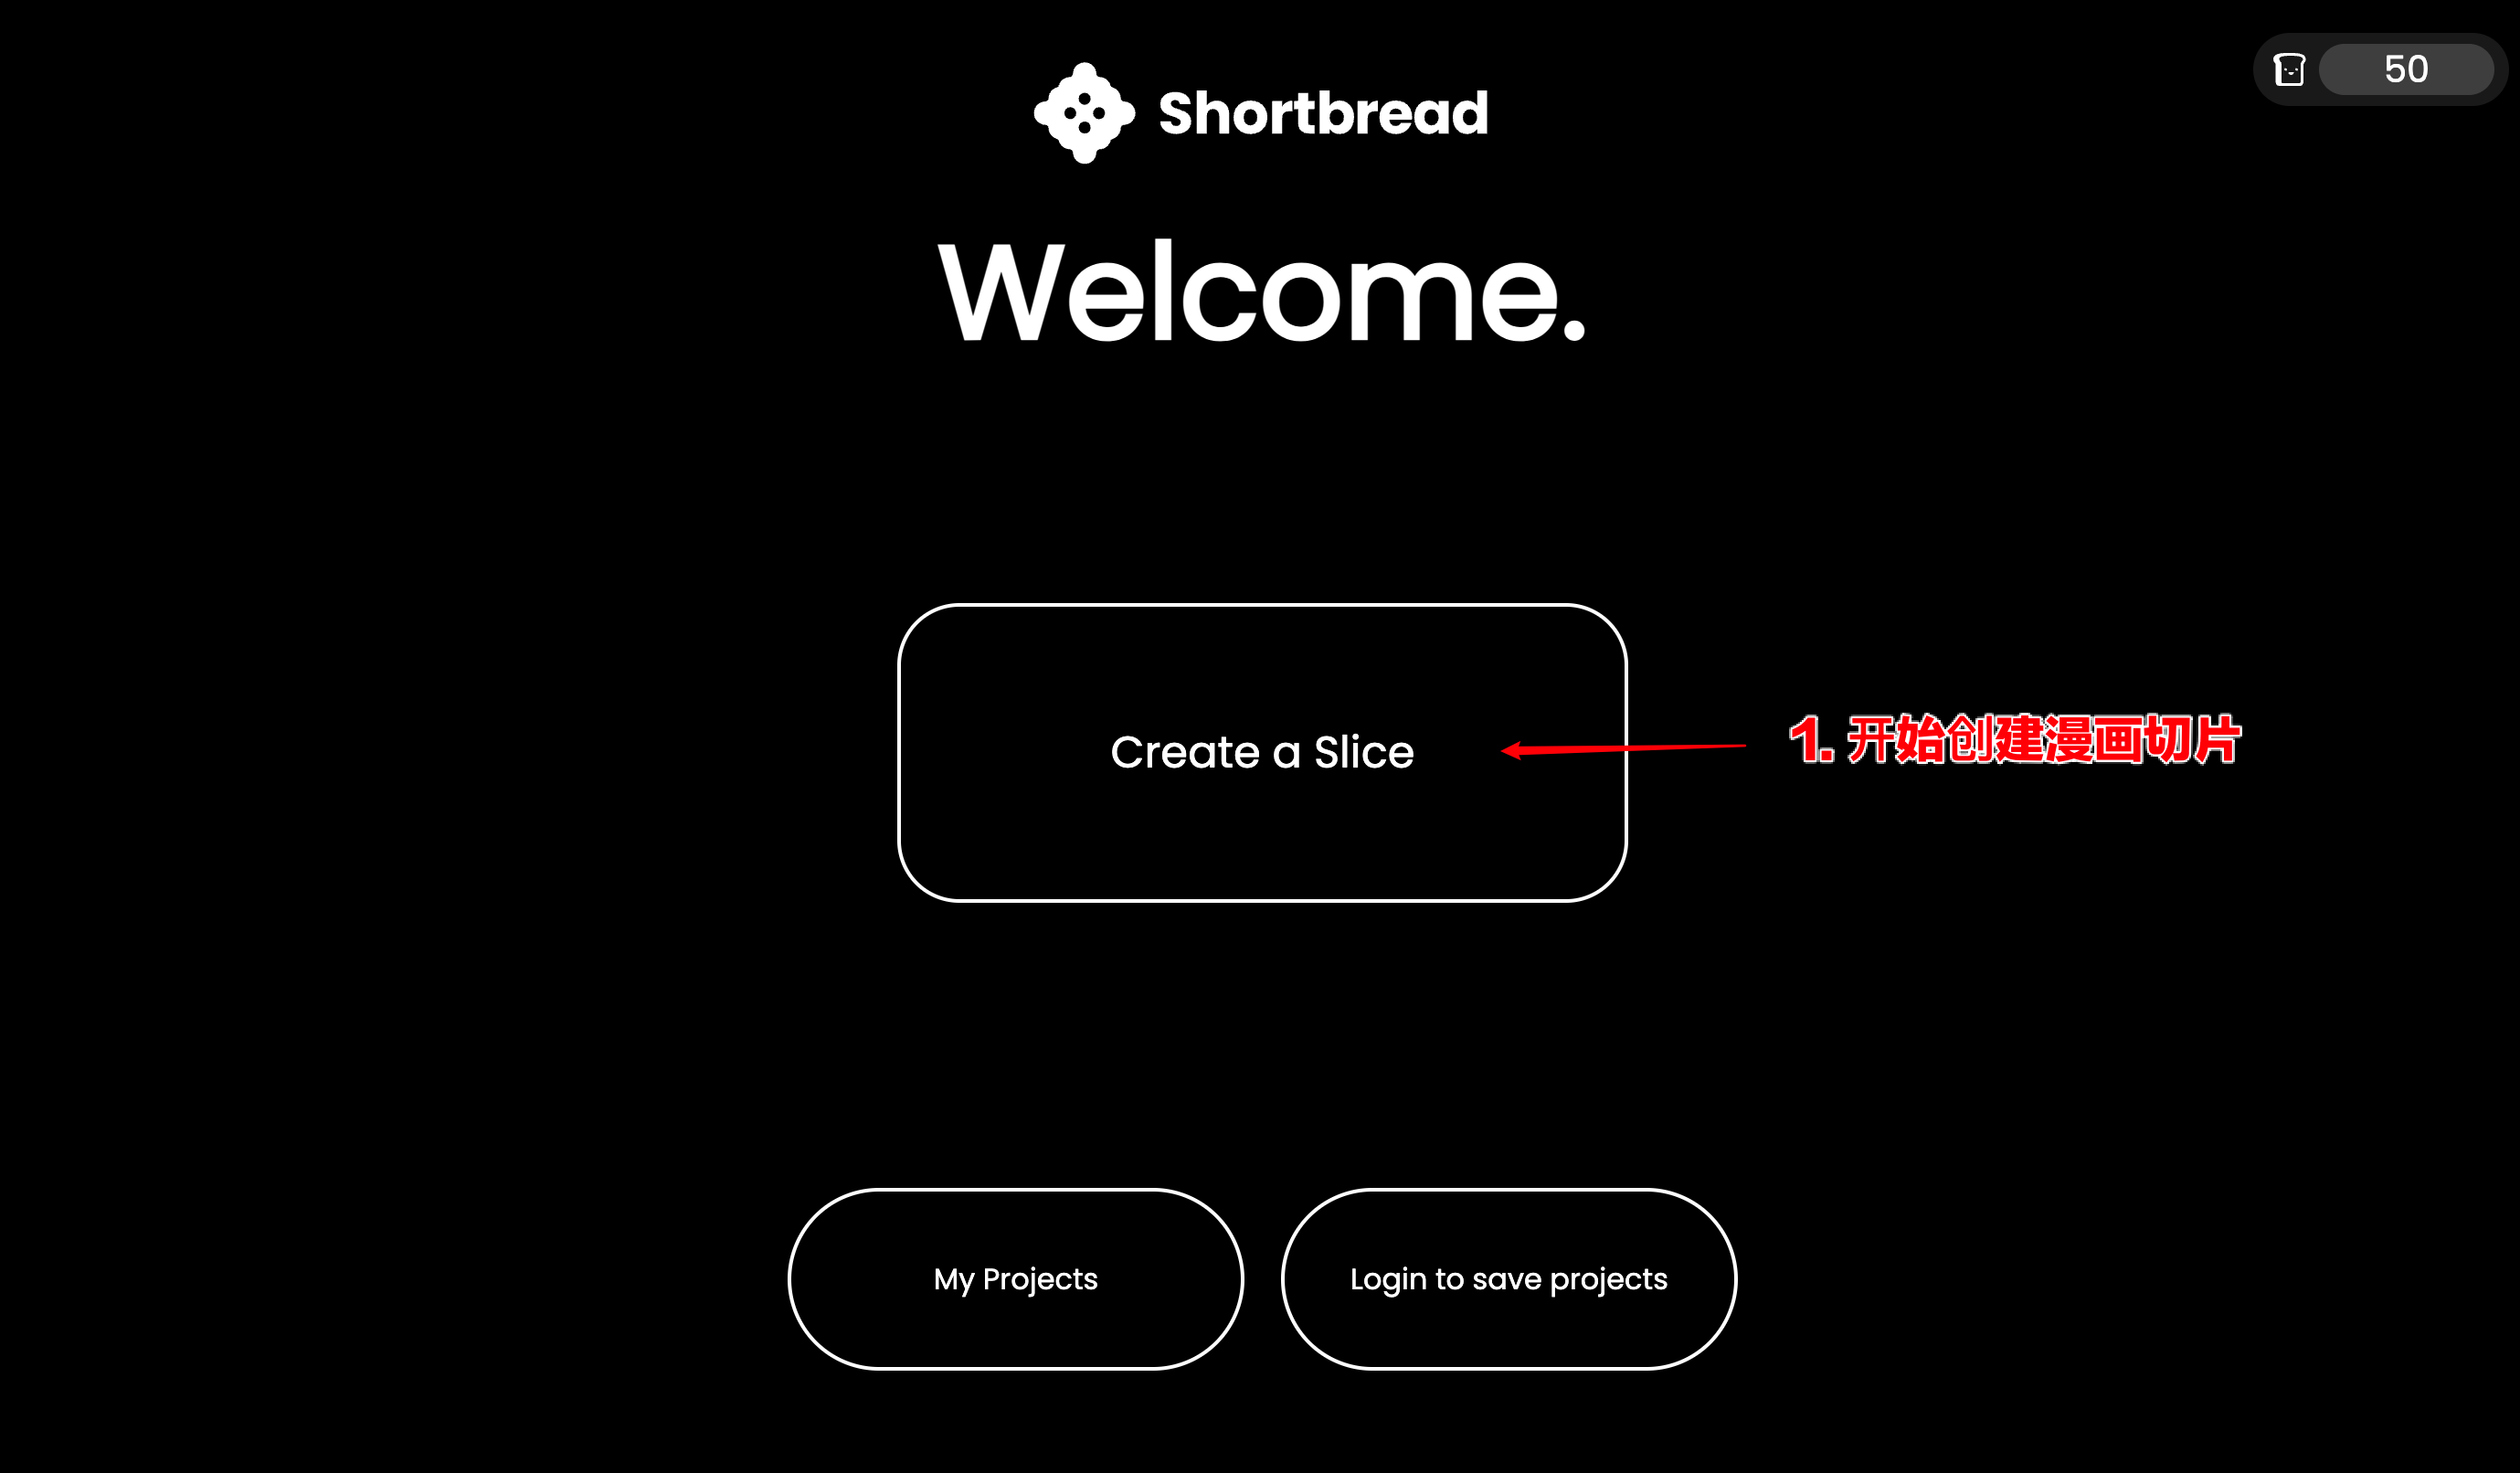 50
Shortbread
Welcome.
Create a Slice
1. 开始创建漫画切片
My Projects
Login to save projects